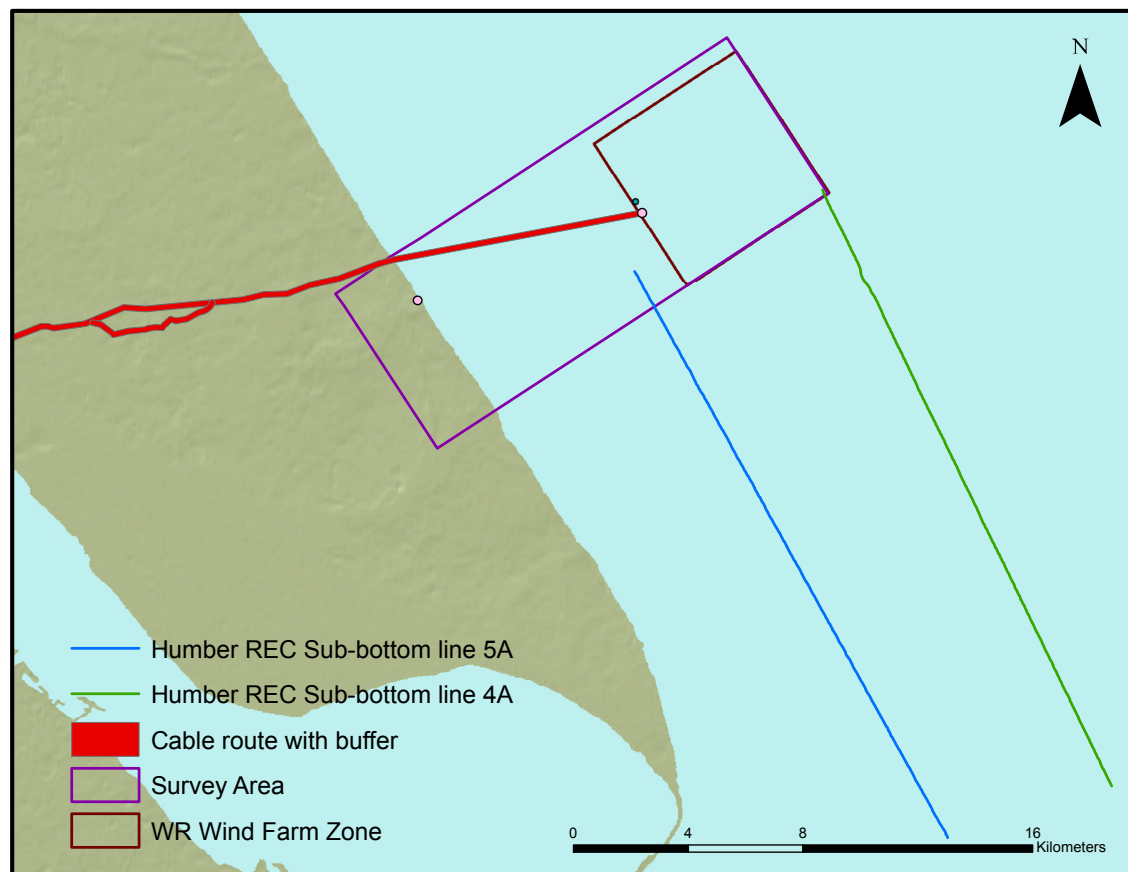 N
Humber REC Sub-bottom line 5A
Humber REC Sub-bottom line 4A
Cable route with buffer
Survey Area
WR Wind Farm Zone
0 4 8 16
Kilometers